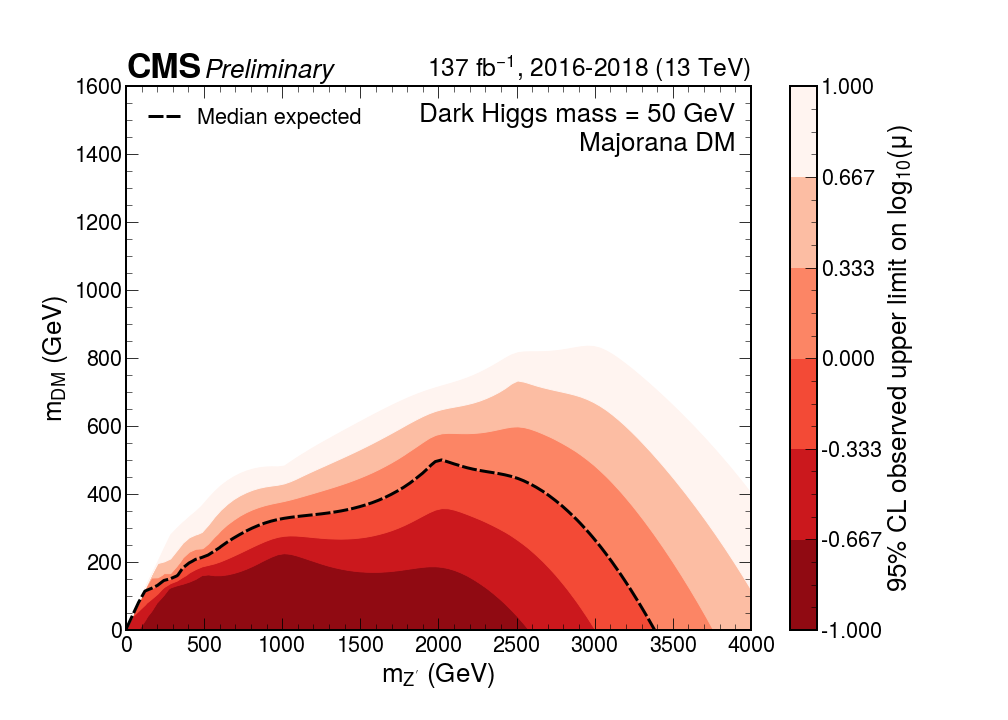 CMS Preliminary
137 fb⁻¹, 2016-2018 (13 TeV)
Median expected
Dark Higgs mass = 50 GeV
Majorana DM
1600
1400
1200
1000
800
600
400
200
0
m_DM (GeV)
0 500 1000 1500 2000 2500 3000 3500 4000
m_Z′ (GeV)
1.000
0.667
0.333
0.000
-0.333
-0.667
-1.000
95% CL observed upper limit on log₁₀(μ)